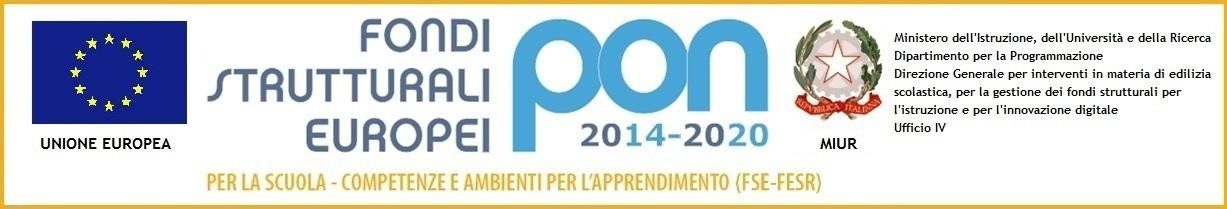 UNIONE EUROPEA
FONDI
STRUTTURALI
EUROPEI
pon
2014-2020
PER LA SCUOLA - COMPETENZE E AMBIENTI PER L'APPRENDIMENTO (FSE-FESR)
REPVBBLICA ITALIANA
MIUR
Ministero dell'Istruzione, dell'Università e della Ricerca
Dipartimento per la Programmazione
Direzione Generale per interventi in materia di edilizia
scolastica, per la gestione dei fondi strutturali per
l'istruzione e per l'innovazione digitale
Ufficio IV